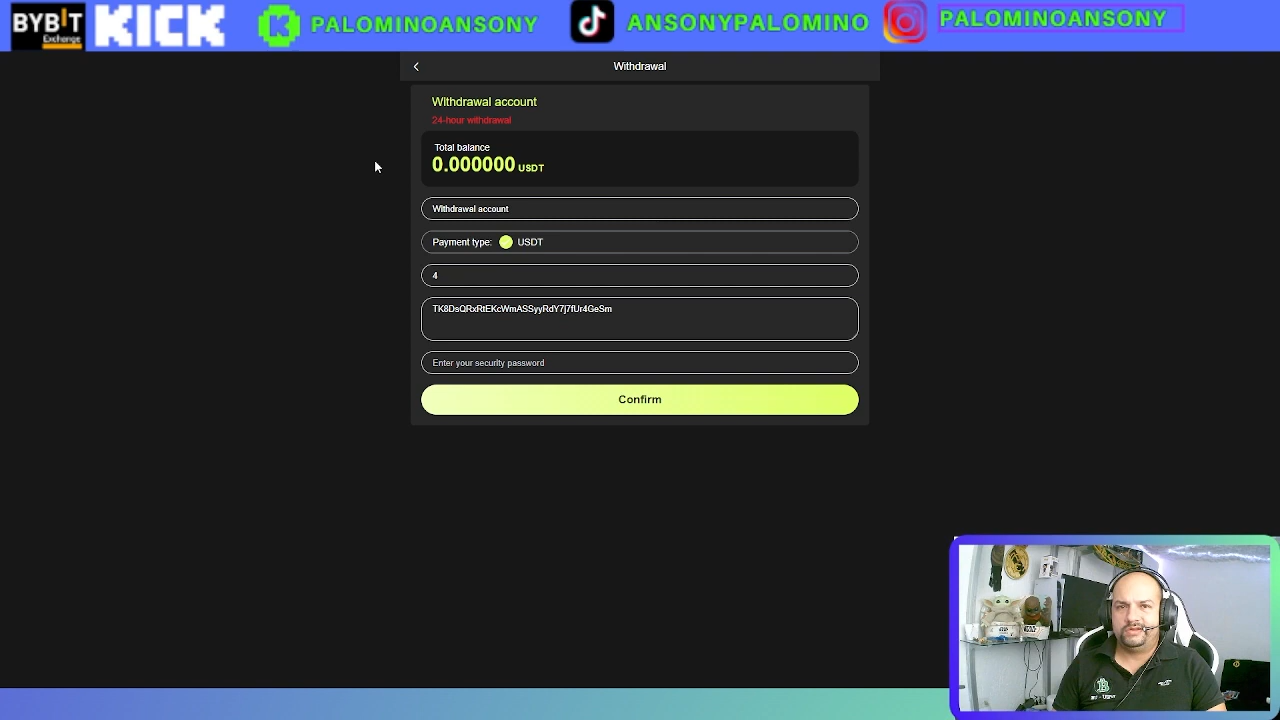 BYBIT
Exchange
KICK
PALOMINOANSONY
ANSONYPALOMINO
PALOMINOANSONY
Withdrawal
Withdrawal account
24-hour withdrawal
Total balance
0.000000 USDT
Withdrawal account
Payment type: USDT
4
TK8DsQRxRtEKcWmASSyyRdY7j7fUr4GeSm
Enter your security password
Confirm